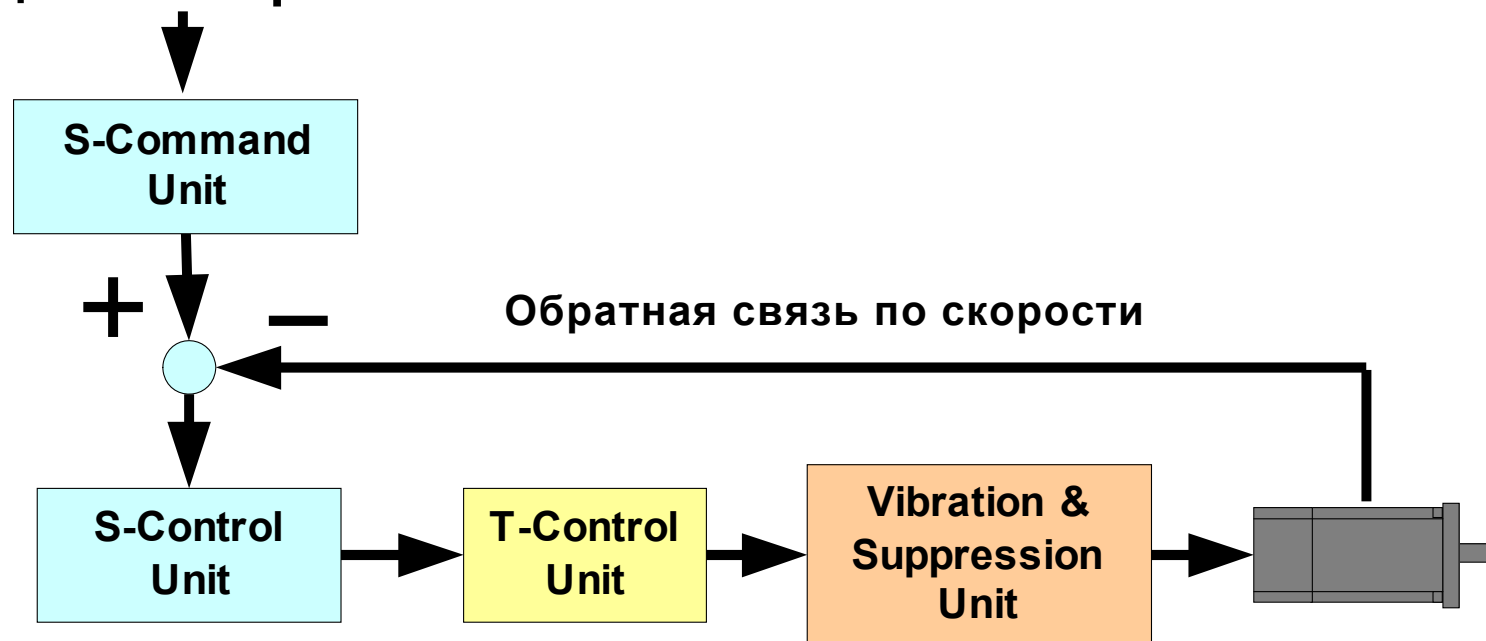 S-Command
Unit
+
–
Обратная связь по скорости
S-Control
Unit
T-Control
Unit
Vibration &
Suppression
Unit